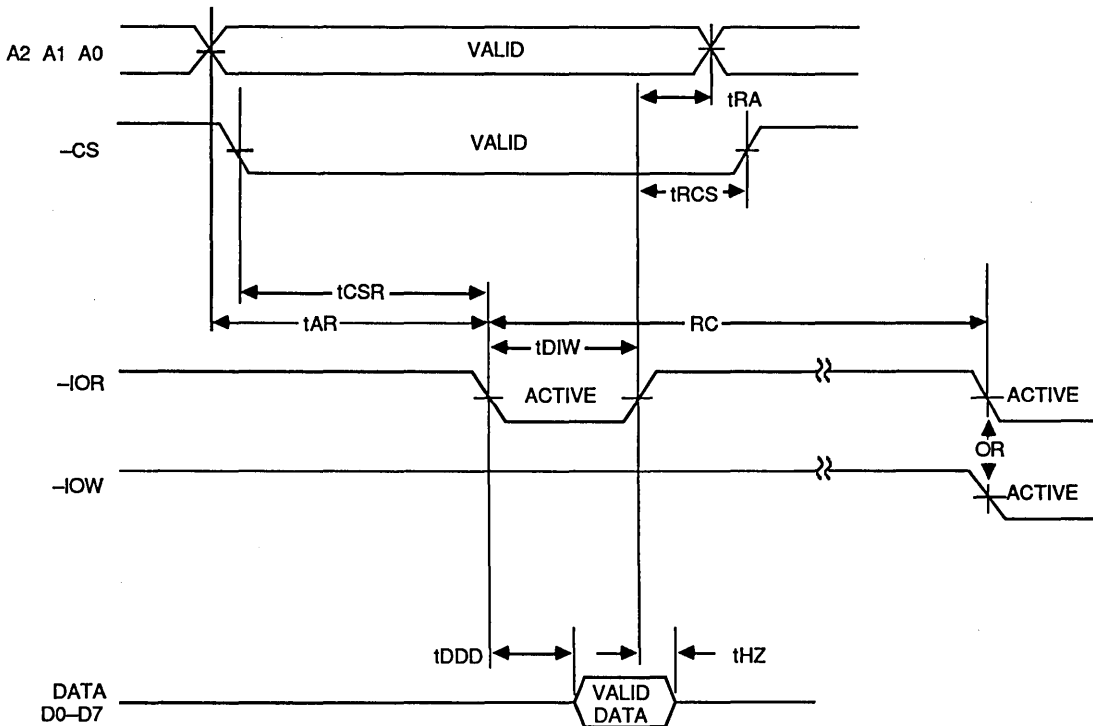 A2 A1 A0
VALID
tRA
–CS
VALID
tRCS
tCSR
tAR
RC
tDIW
–IOR
ACTIVE
ACTIVE
OR
–IOW
ACTIVE
tDDD
tHZ
DATA
D0–D7
VALID
DATA